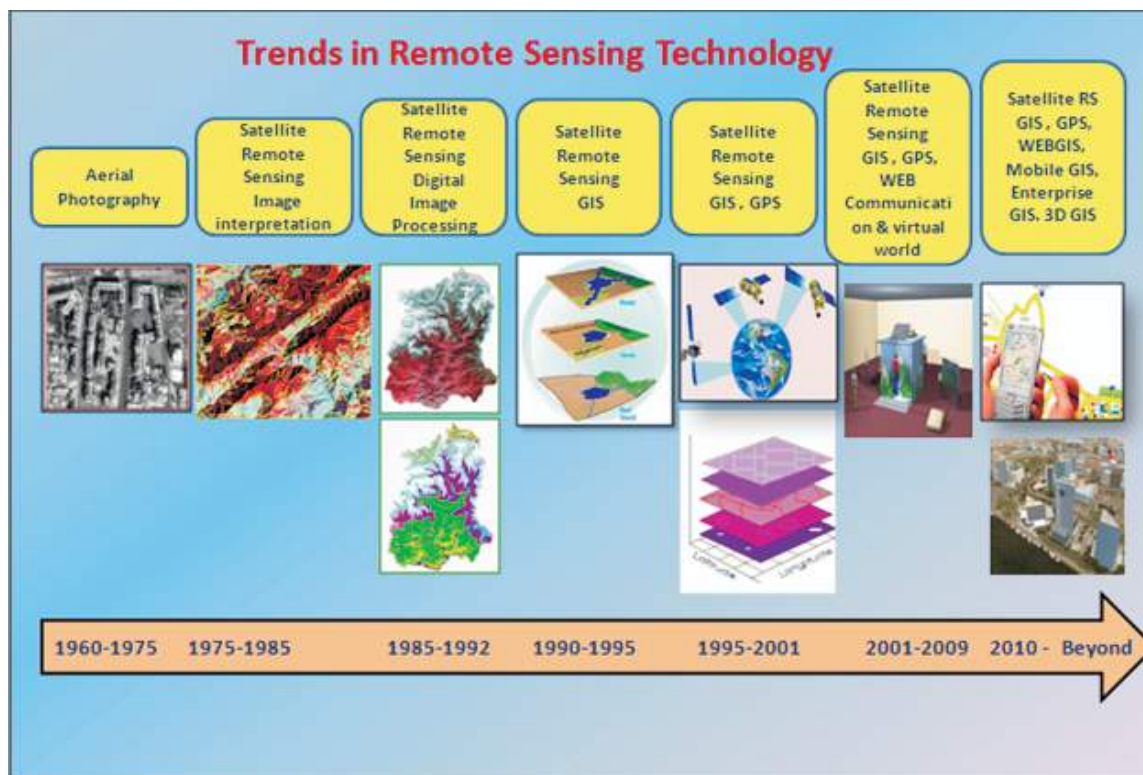 Trends in Remote Sensing Technology
Aerial
Photography
Satellite
Remote
Sensing
Image
interpretation
Satellite
Remote
Sensing
Digital
Image
Processing
Satellite
Remote
Sensing
GIS
Satellite
Remote
Sensing
GIS , GPS
Satellite
Remote
Sensing
GIS , GPS,
WEB
Communicati
on & virtual
world
Satellite RS
GIS , GPS,
WEBGIS,
Mobile GIS,
Enterprise
GIS, 3D GIS
Latitude
Longitude
1960-1975
1975-1985
1985-1992
1990-1995
1995-2001
2001-2009
2010 - Beyond